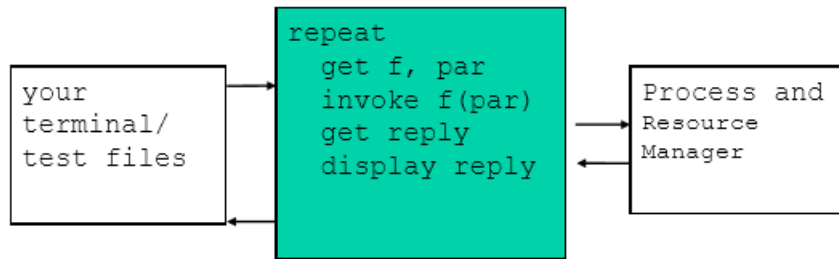 your
terminal/
test files
repeat
get f, par
invoke f(par)
get reply
display reply
Process and
Resource
Manager